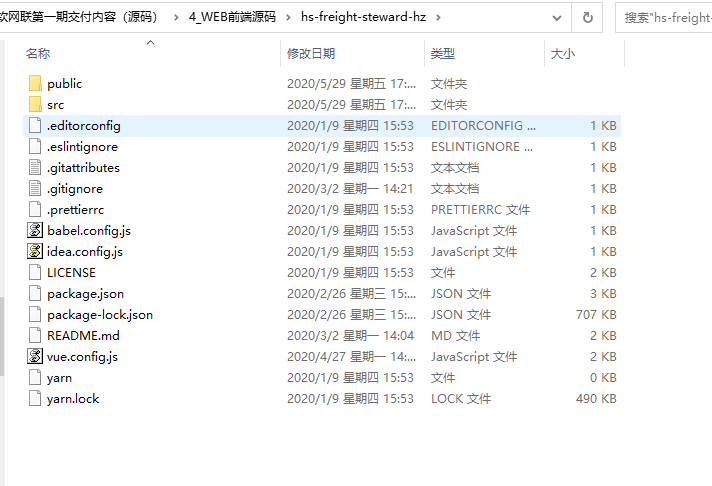 软网联第一期交付内容（源码） › 4_WEB前端源码 › hs-freight-steward-hz › 搜索"hs-freight-
名称 修改日期 类型 大小
public 2020/5/29 星期五 17:... 文件夹
src 2020/5/29 星期五 17:... 文件夹
.editorconfig 2020/1/9 星期四 15:53 EDITORCONFIG ... 1 KB
.eslintignore 2020/1/9 星期四 15:53 ESLINTIGNORE ... 1 KB
.gitattributes 2020/1/9 星期四 15:53 文本文档 1 KB
.gitignore 2020/3/2 星期一 14:21 文本文档 1 KB
.prettierrc 2020/1/9 星期四 15:53 PRETTIERRC 文件 1 KB
babel.config.js 2020/1/9 星期四 15:53 JavaScript 文件 1 KB
idea.config.js 2020/1/9 星期四 15:53 JavaScript 文件 1 KB
LICENSE 2020/1/9 星期四 15:53 文件 2 KB
package.json 2020/2/26 星期三 15:... JSON 文件 3 KB
package-lock.json 2020/2/26 星期三 15:... JSON 文件 707 KB
README.md 2020/3/2 星期一 14:04 MD 文件 2 KB
vue.config.js 2020/4/27 星期一 14:... JavaScript 文件 2 KB
yarn 2020/1/9 星期四 15:53 文件 0 KB
yarn.lock 2020/1/9 星期四 15:53 LOCK 文件 490 KB